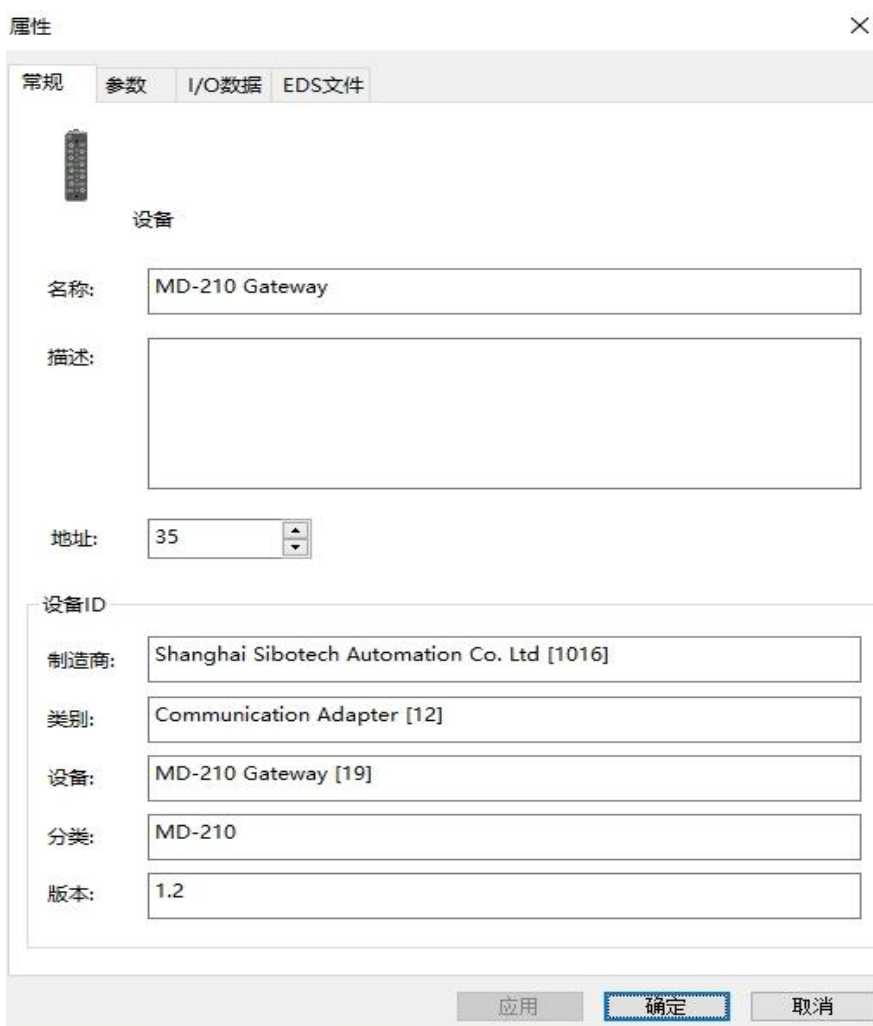 属性
常规 参数 I/O数据 EDS文件
设备
名称: MD-210 Gateway
描述:
地址: 35
设备ID
制造商: Shanghai Sibotech Automation Co. Ltd [1016]
类别: Communication Adapter [12]
设备: MD-210 Gateway [19]
分类: MD-210
版本: 1.2
应用 确定 取消